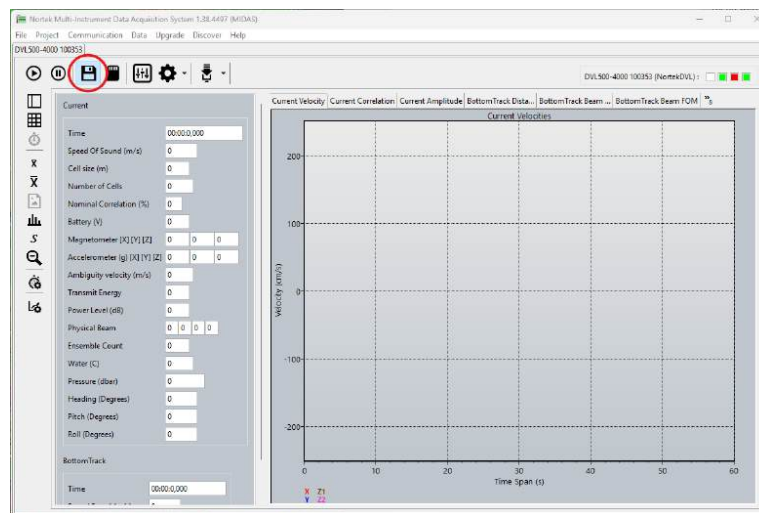 Nortek Multi-Instrument Data Acquisition System 1.38.4497 (MIDAS)
File Project Communication Data Upgrade Discover Help
DVL500-4000 100353
DVL500-4000 100353 (NortekDVL) :
Current
Time 00:00:0,000
Speed Of Sound (m/s) 0
Cell size (m) 0
Number of Cells 0
Nominal Correlation (%) 0
Battery (V) 0
Magnetometer [X] [Y] [Z] 0 0 0
Accelerometer (g) [X] [Y] [Z] 0 0 0
Ambiguity velocity (m/s) 0
Transmit Energy 0
Power Level (dB) 0
Physical Beam 0 0 0 0
Ensemble Count 0
Water (C) 0
Pressure (dbar) 0
Heading (Degrees) 0
Pitch (Degrees) 0
Roll (Degrees) 0
BottomTrack
Time 00:00:0,000
x
x̄
S
Current Velocity Current Correlation Current Amplitude BottomTrack Dista... BottomTrack Beam ... BottomTrack Beam FOM
Current Velocities
Velocity (cm/s)
200
100
0
-100
-200
0 10 20 30 40 50 60
Time Span (s)
X Z1
Y Z2